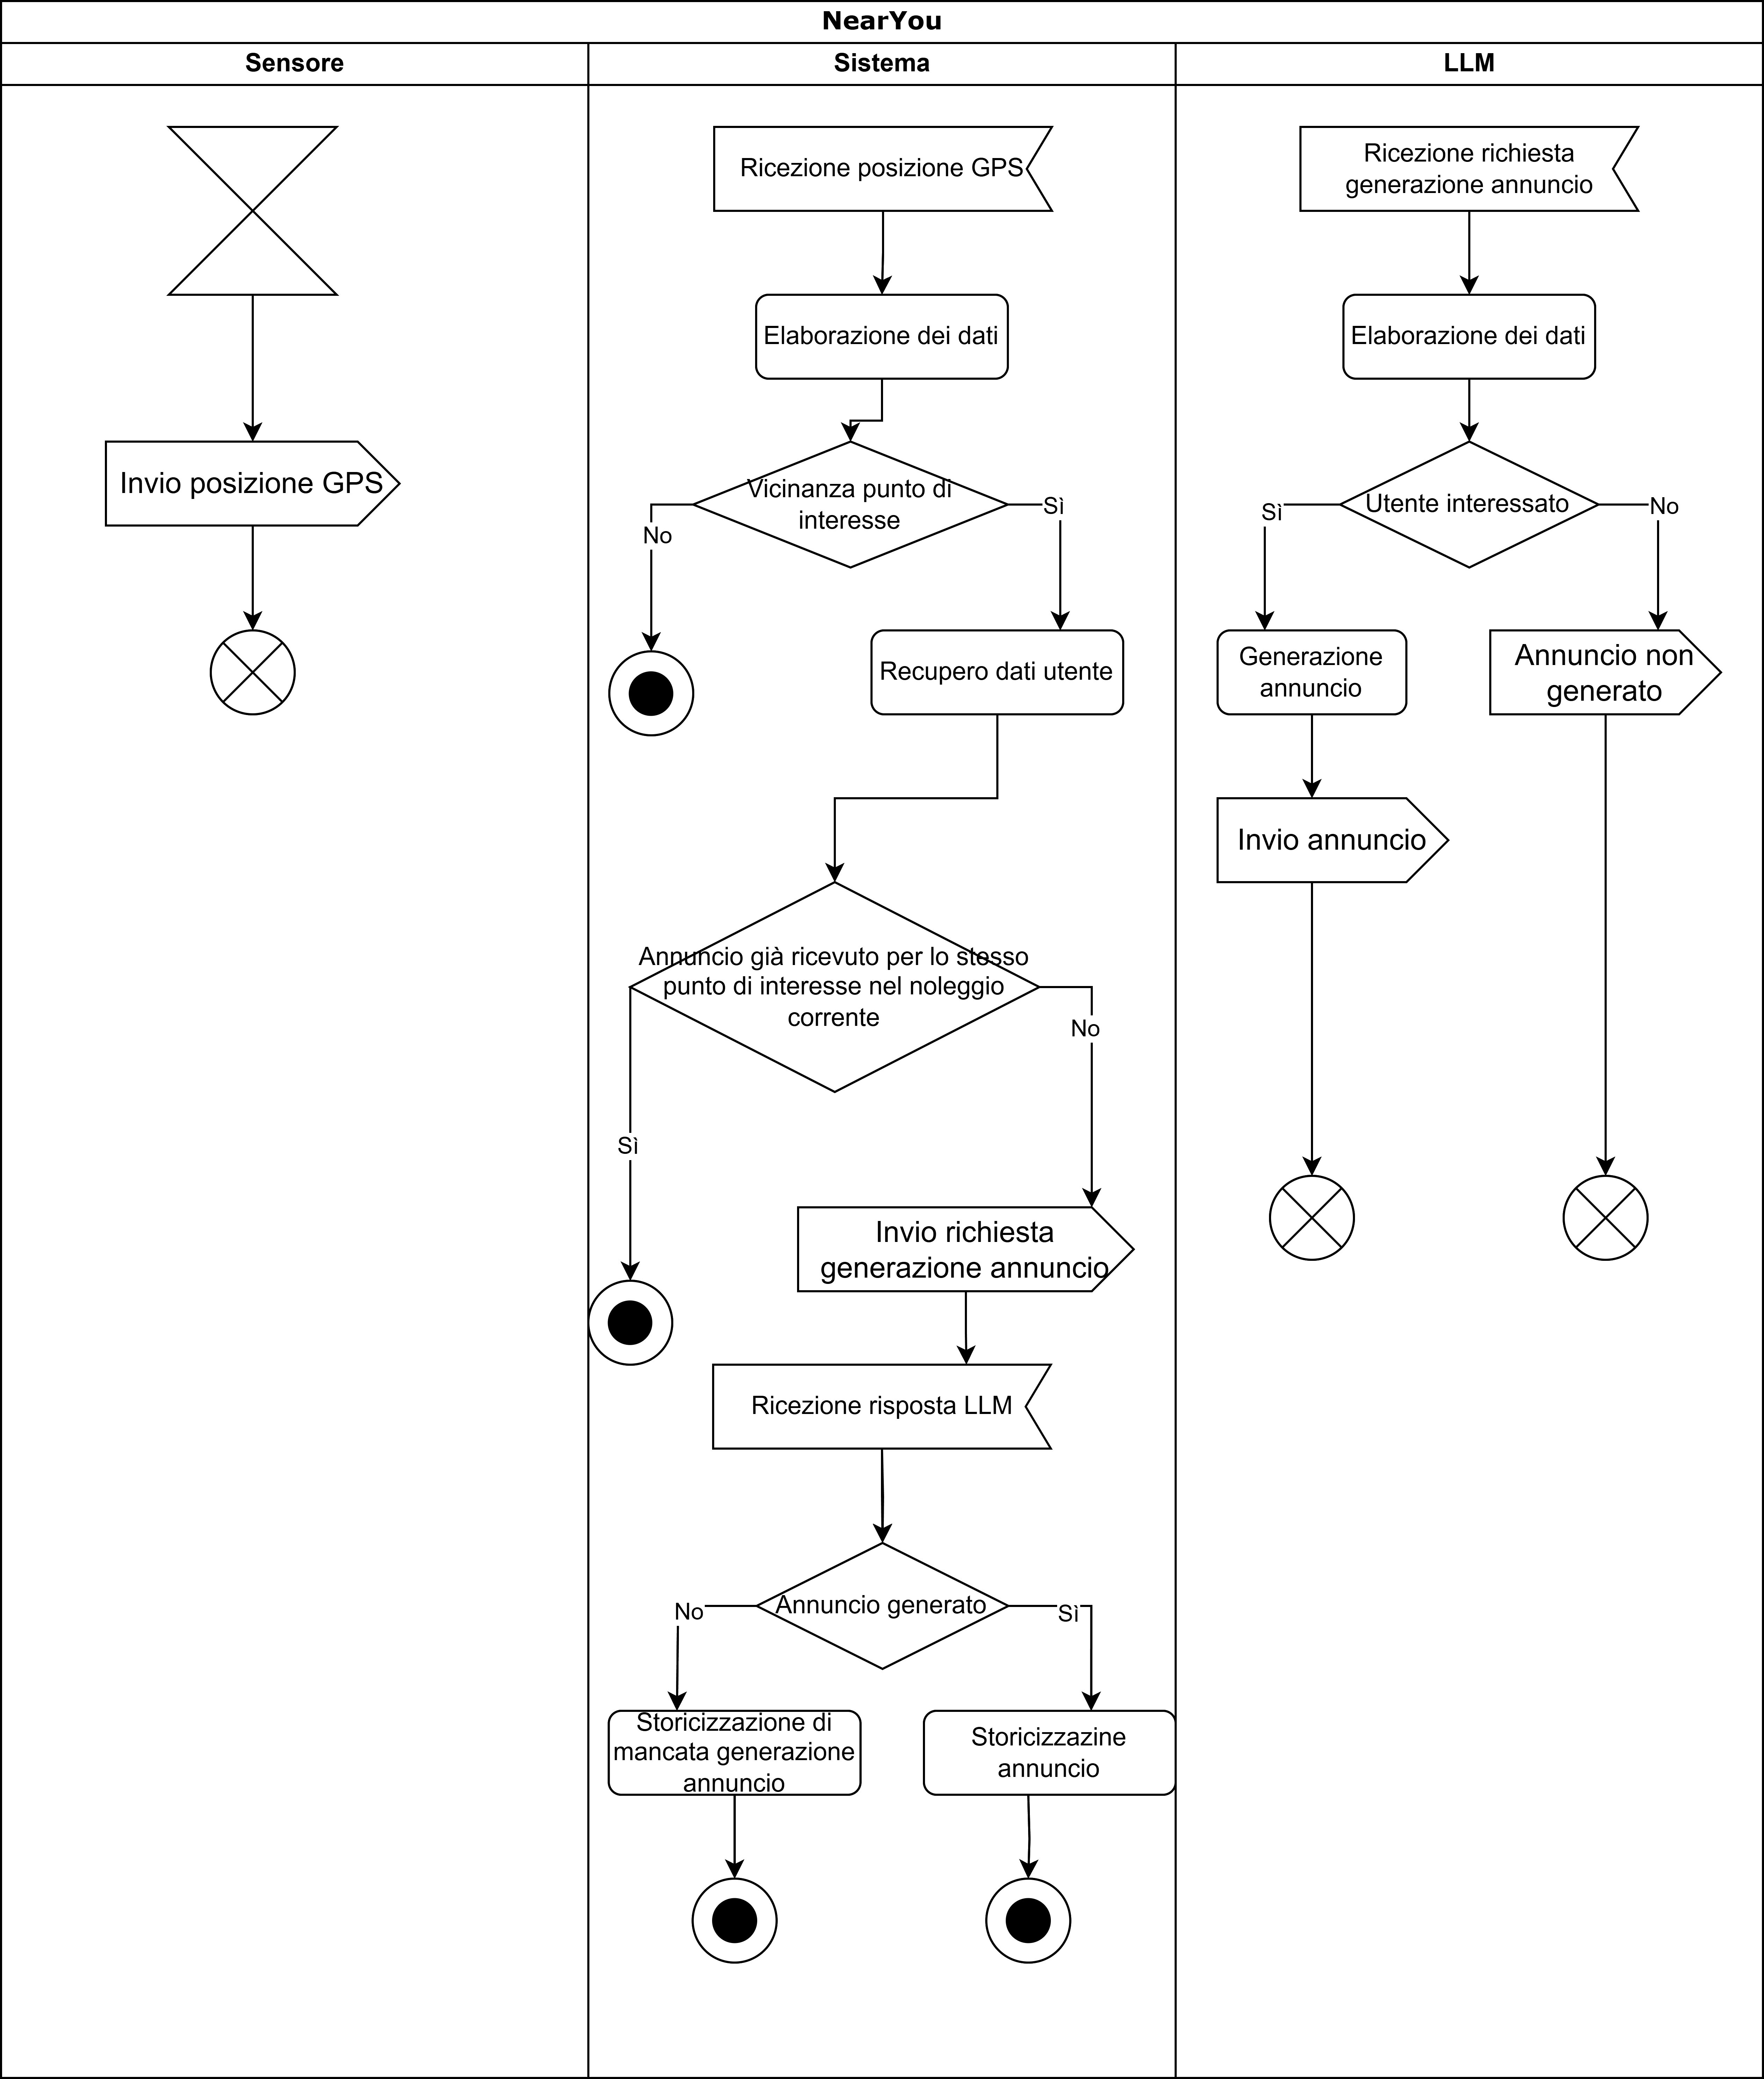 NearYou
Sensore
Sistema
LLM
Invio posizione GPS
Ricezione posizione GPS
Elaborazione dei dati
Vicinanza punto di
interesse
No
Sì
Recupero dati utente
Annuncio già ricevuto per lo stesso
punto di interesse nel noleggio
corrente
No
Sì
Invio richiesta
generazione annuncio
Ricezione risposta LLM
Annuncio generato
No
Sì
Storicizzazione di
mancata generazione
annuncio
Storicizzazine
annuncio
Ricezione richiesta
generazione annuncio
Elaborazione dei dati
Utente interessato
Sì
No
Generazione
annuncio
Annuncio non
generato
Invio annuncio